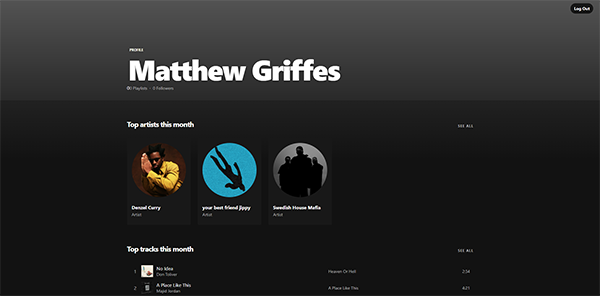 Log Out
PROFILE
Matthew Griffes
0 Playlists · 0 Followers
Top artists this month
SEE ALL
Denzel Curry
Artist
your best friend jippy
Artist
Swedish House Mafia
Artist
Top tracks this month
SEE ALL
1 No Idea Heaven Or Hell 2:34
Don Toliver
2 A Place Like This A Place Like This 4:21
Majid Jordan